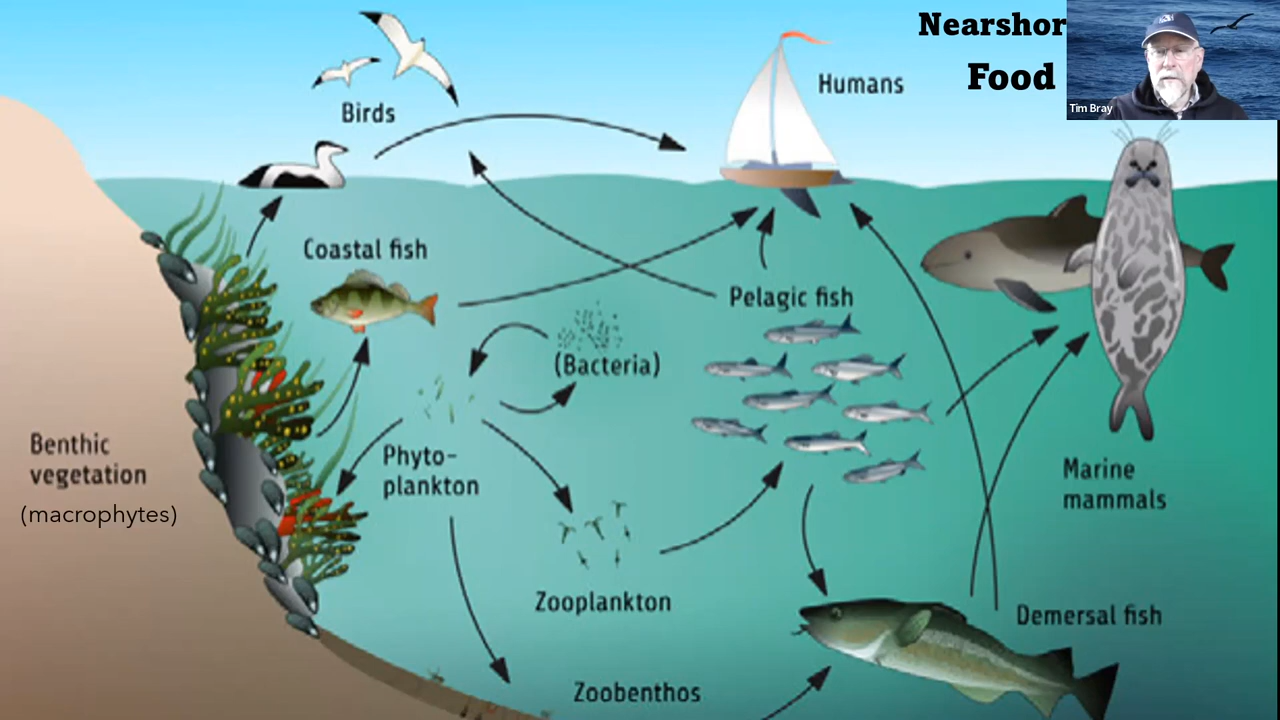 Nearshor
Food
Tim Bray
Birds
Humans
Coastal fish
Pelagic fish
(Bacteria)
Benthic
vegetation
(macrophytes)
Phyto-
plankton
Marine
mammals
Zooplankton
Demersal fish
Zoobenthos